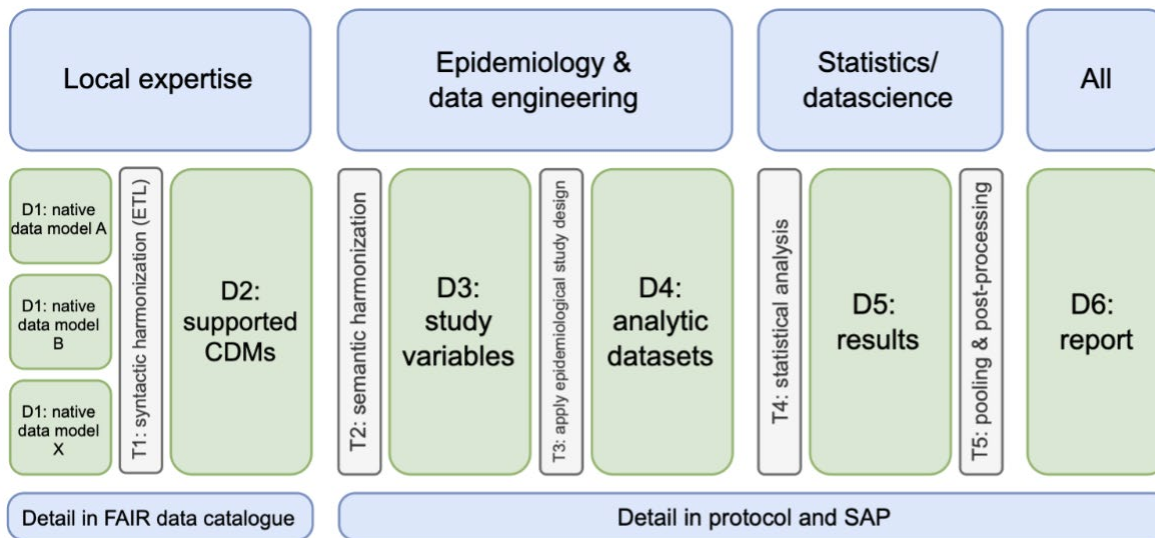 Local expertise
Epidemiology &
data engineering
Statistics/
datascience
All
D1: native
data model A
D1: native
data model
B
D1: native
data model
X
T1: syntactic harmonization (ETL)
D2:
supported
CDMs
T2: semantic harmonization
D3:
study
variables
T3: apply epidemiological study design
D4:
analytic
datasets
T4: statistical analysis
D5:
results
T5: pooling & post-processing
D6:
report
Detail in FAIR data catalogue
Detail in protocol and SAP